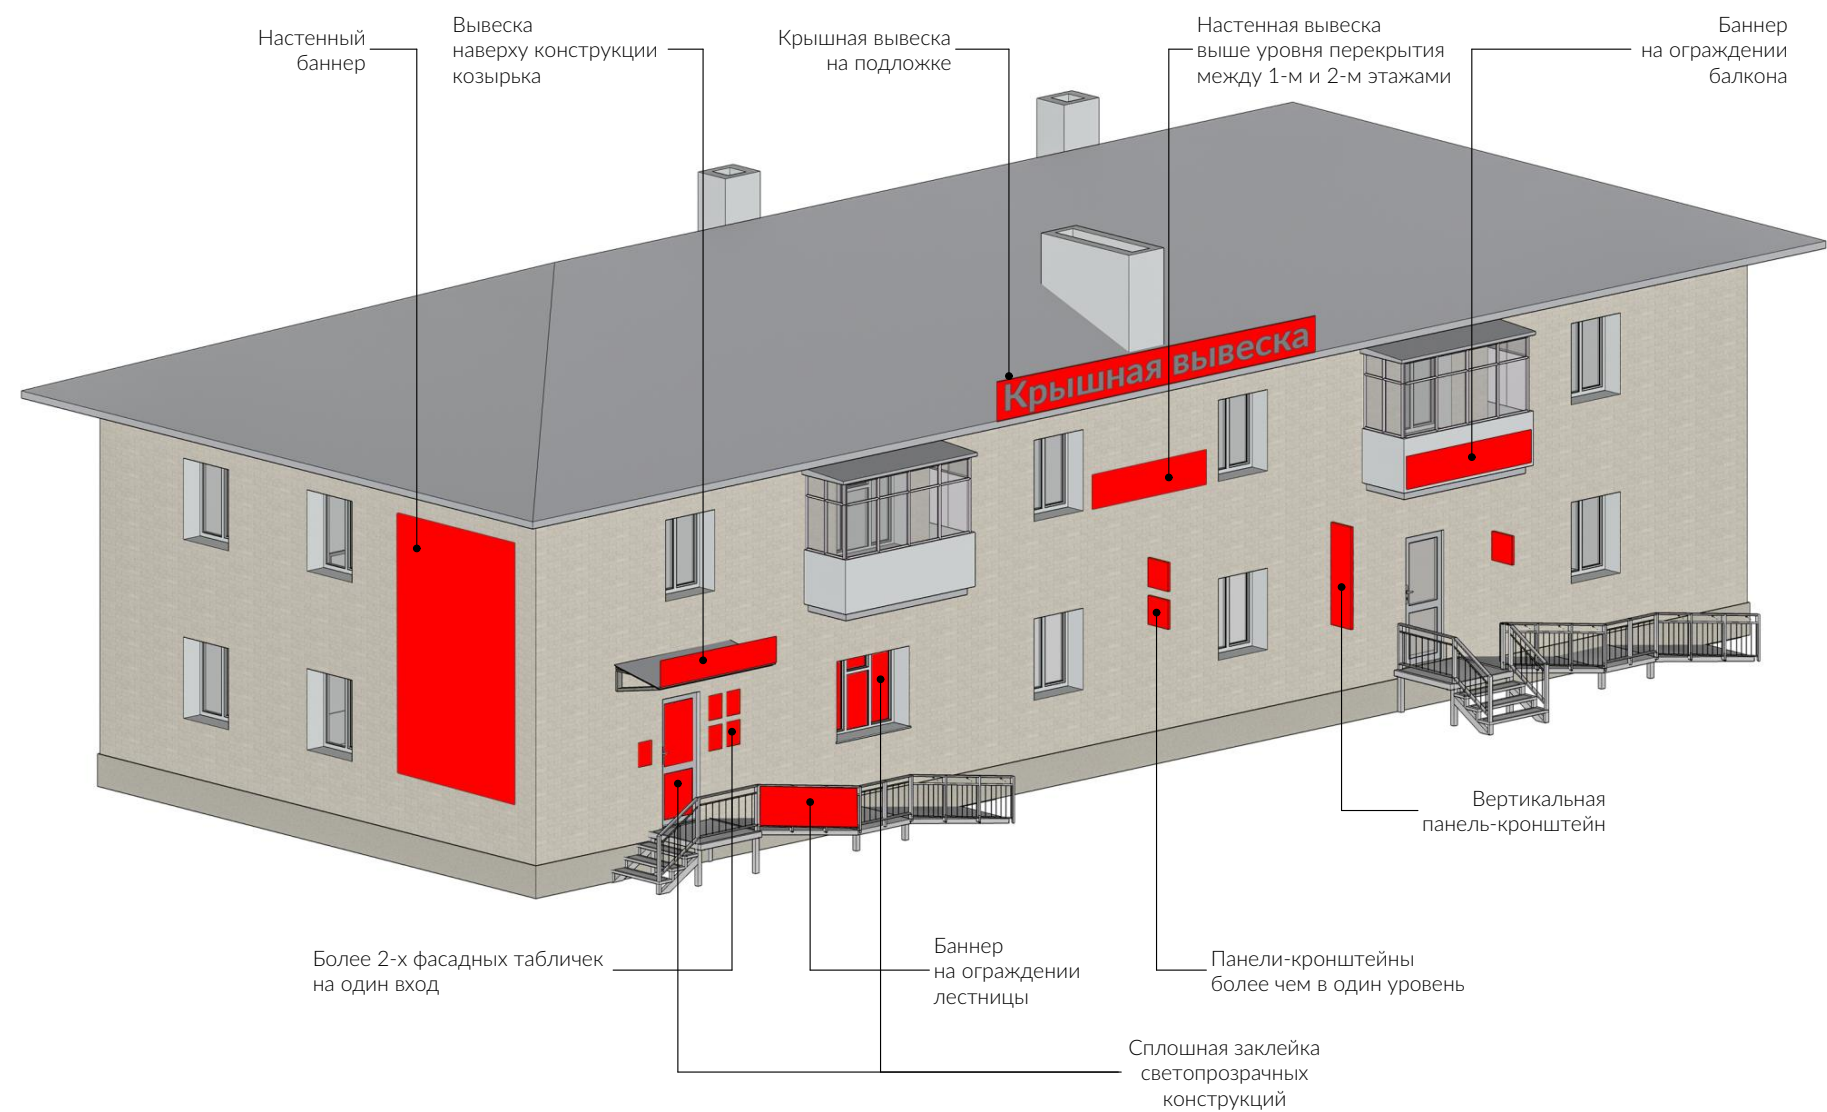 Настенный
баннер
Вывеска
наверху конструкции
козырька
Крышная вывеска
на подложке
Настенная вывеска
выше уровня перекрытия
между 1-м и 2-м этажами
Баннер
на ограждении
балкона
Крышная вывеска
Вертикальная
панель-кронштейн
Более 2-х фасадных табличек
на один вход
Баннер
на ограждении
лестницы
Панели-кронштейны
более чем в один уровень
Сплошная заклейка
светопрозрачных
конструкций